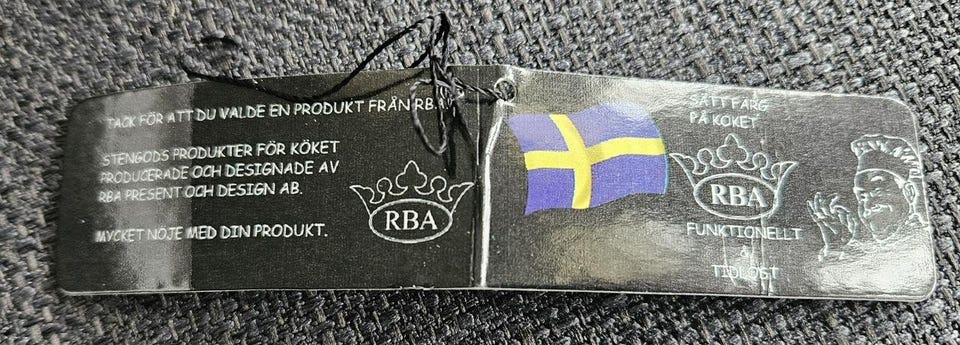 TACK FÖR ATT DU VALDE EN PRODUKT FRÅN RBA
STENGODS PRODUKTER FÖR KÖKET
PRODUCERADE OCH DESIGNADE AV
RBA PRESENT OCH DESIGN AB.
MYCKET NÖJE MED DIN PRODUKT.
RBA
SÄTT FÄRG
PÅ KÖKET
RBA
FUNKTIONELLT
&
TIDLÖST